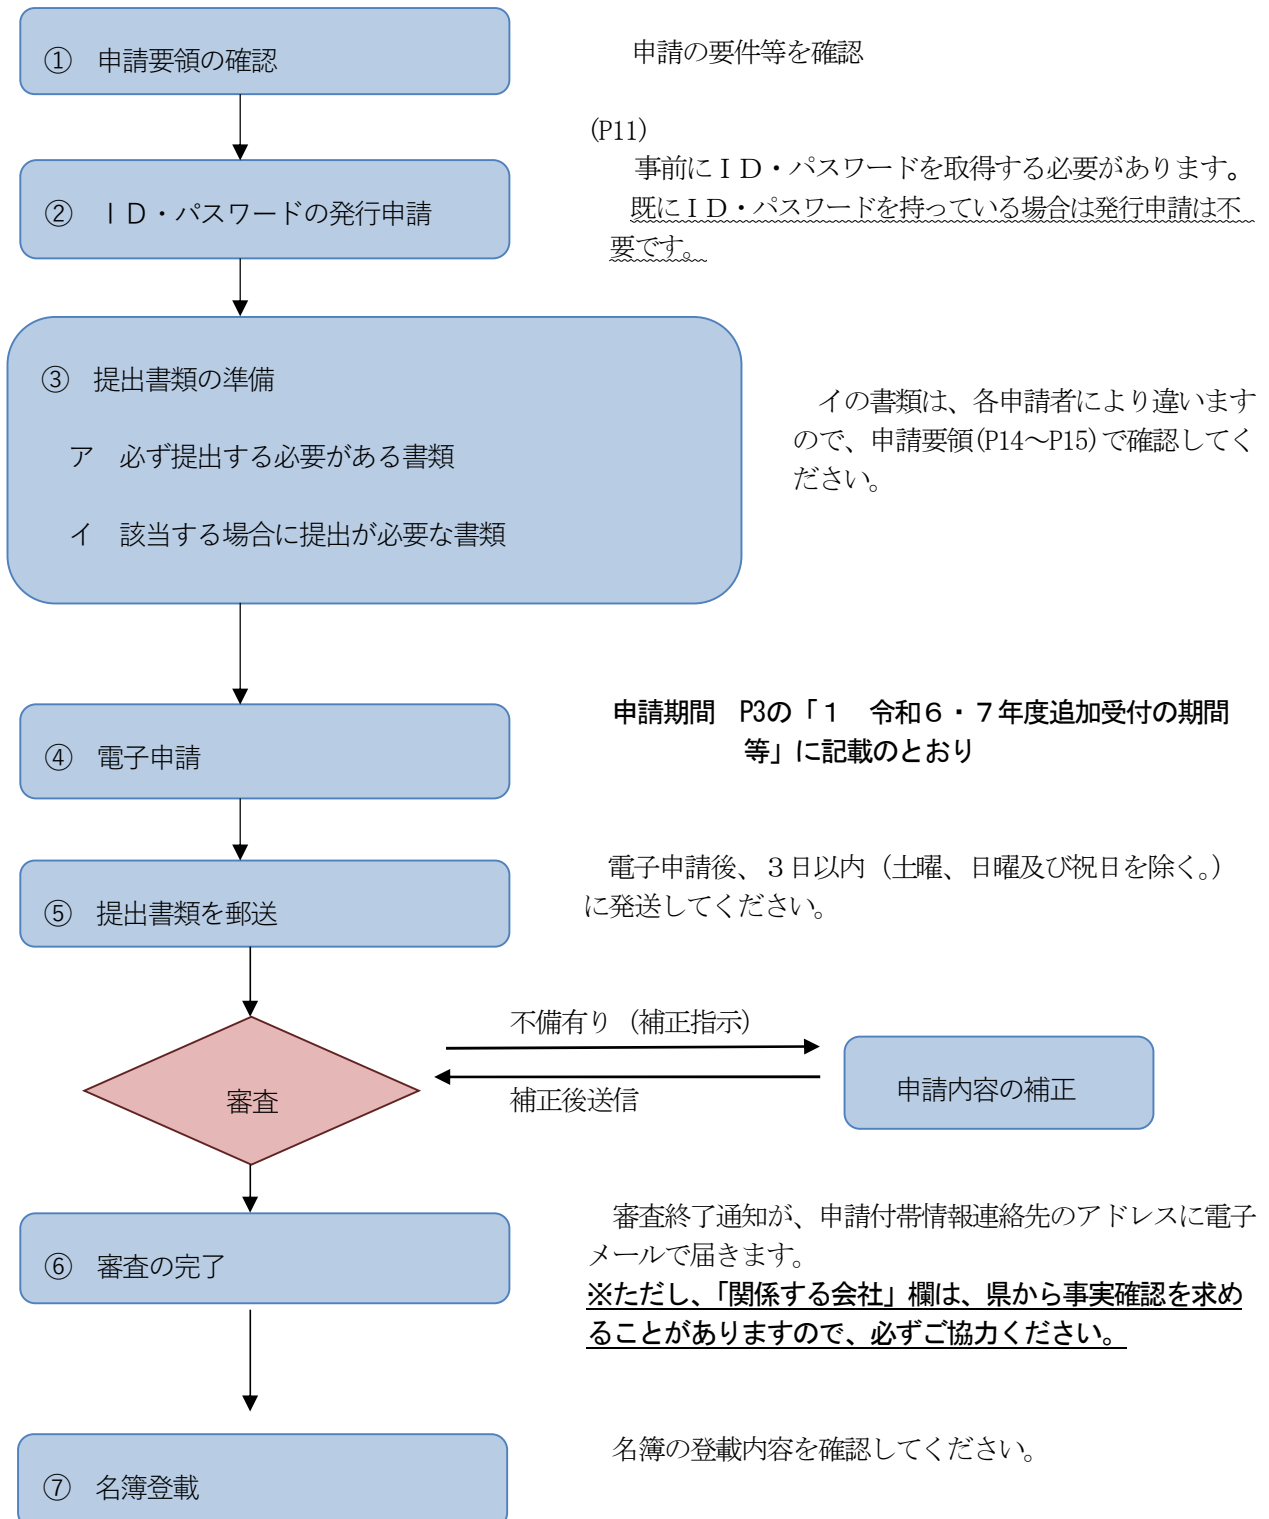 ①　申請要領の確認
申請の要件等を確認
(P11)
事前にＩＤ・パスワードを取得する必要があります。
②　ＩＤ・パスワードの発行申請
既にＩＤ・パスワードを持っている場合は発行申請は不
要です。
③　提出書類の準備
ア　必ず提出する必要がある書類
イ　該当する場合に提出が必要な書類
イの書類は、各申請者により違います
ので、申請要領(P14～P15)で確認してく
ださい。
④　電子申請
申請期間　P3の「１　令和６・７年度追加受付の期間
等」に記載のとおり
⑤　提出書類を郵送
電子申請後、３日以内（土曜、日曜及び祝日を除く。）
に発送してください。
審査
不備有り（補正指示）
補正後送信
申請内容の補正
⑥　審査の完了
審査終了通知が、申請付帯情報連絡先のアドレスに電子
メールで届きます。
※ただし、「関係する会社」欄は、県から事実確認を求め
ることがありますので、必ずご協力ください。
⑦　名簿登載
名簿の登載内容を確認してください。